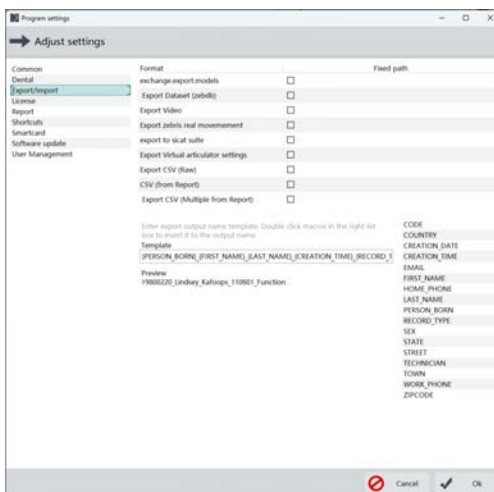 Program settings
Adjust settings
Common
Dental
Export/Import
License
Report
Shortcuts
Smartcard
Software update
User Management
Format
Fixed path:
exchange.export.models
Export Dataset (zebdb)
Export Video
Export zebris real movemement
export to sicat suite
Export Virtual articulator settings
Export CSV (Raw)
CSV (from Report)
Export CSV (Multiple from Report)
Enter export output name template. Double click macros in the right list
box to insert it to the output name.
Template
{PERSON_BORN}_{FIRST_NAME}_{LAST_NAME}_{CREATION_TIME}_{RECORD_T
Preview
19800220_Lindsey_Kafoops_110801_Function
CODE
COUNTRY
CREATION_DATE
CREATION_TIME
EMAIL
FIRST_NAME
HOME_PHONE
LAST_NAME
PERSON_BORN
RECORD_TYPE
SEX
STATE
STREET
TECHNICIAN
TOWN
WORK_PHONE
ZIPCODE
Cancel
Ok